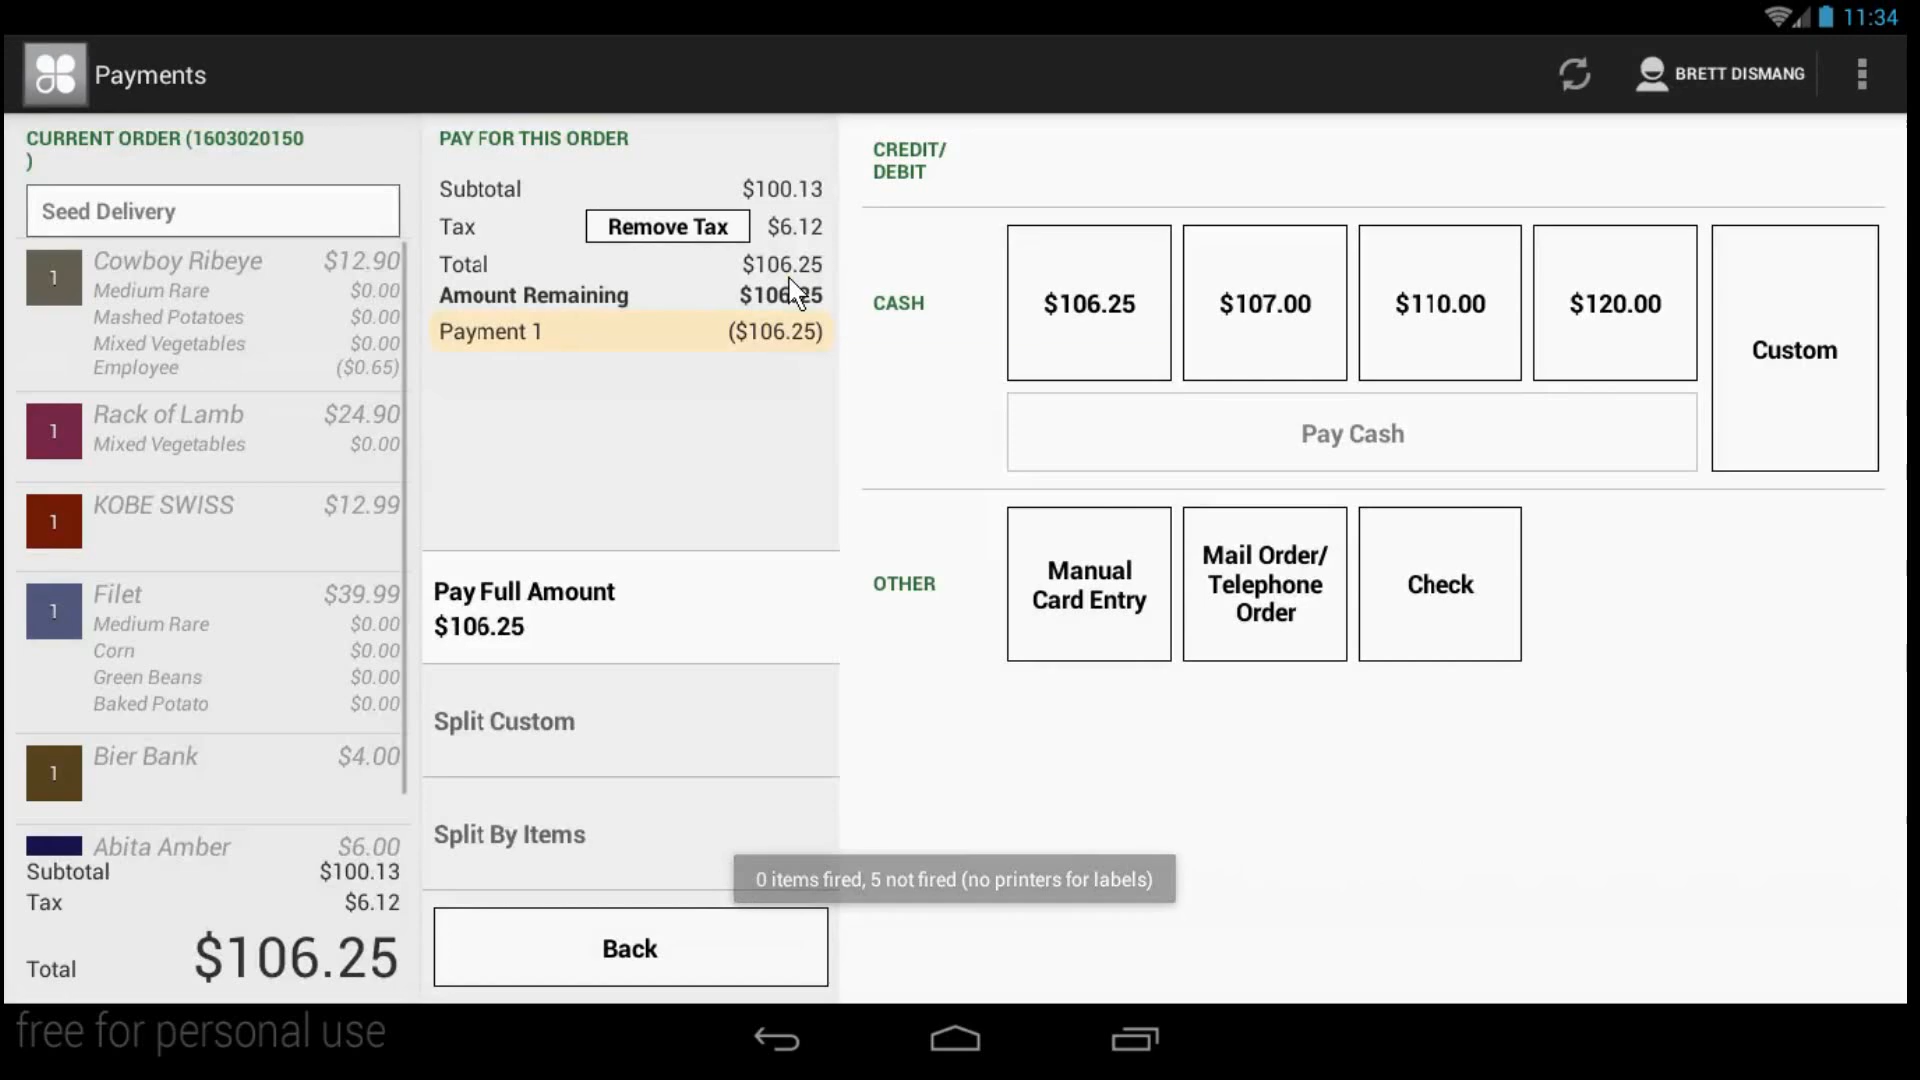 11:34
Payments
BRETT DISMANG
CURRENT ORDER (1603020150
)
Seed Delivery
1 Cowboy Ribeye $12.90
Medium Rare $0.00
Mashed Potatoes $0.00
Mixed Vegetables $0.00
Employee ($0.65)
1 Rack of Lamb $24.90
Mixed Vegetables $0.00
1 KOBE SWISS $12.99
1 Filet $39.99
Medium Rare $0.00
Corn $0.00
Green Beans $0.00
Baked Potato $0.00
1 Bier Bank $4.00
Abita Amber $6.00
Subtotal $100.13
Tax $6.12
Total $106.25
PAY FOR THIS ORDER
Subtotal $100.13
Tax Remove Tax $6.12
Total $106.25
Amount Remaining $106.25
Payment 1 ($106.25)
Pay Full Amount
$106.25
Split Custom
Split By Items
Back
CREDIT/
DEBIT
CASH
$106.25 $107.00 $110.00 $120.00
Custom
Pay Cash
OTHER
Manual
Card Entry
Mail Order/
Telephone
Order
Check
0 items fired, 5 not fired (no printers for labels)
free for personal use